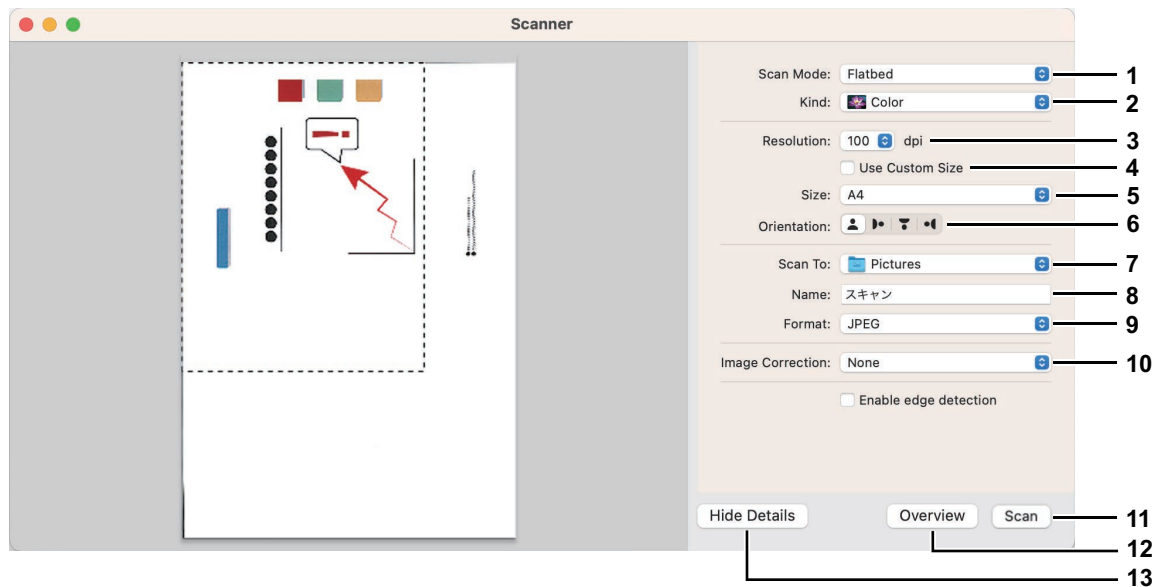 Scanner
Scan Mode: Flatbed 1
Kind: Color 2
Resolution: 100 dpi 3
Use Custom Size 4
Size: A4 5
Orientation: 6
Scan To: Pictures 7
Name: スキャン 8
Format: JPEG 9
Image Correction: None 10
Enable edge detection
Hide Details Overview Scan 11
12
13